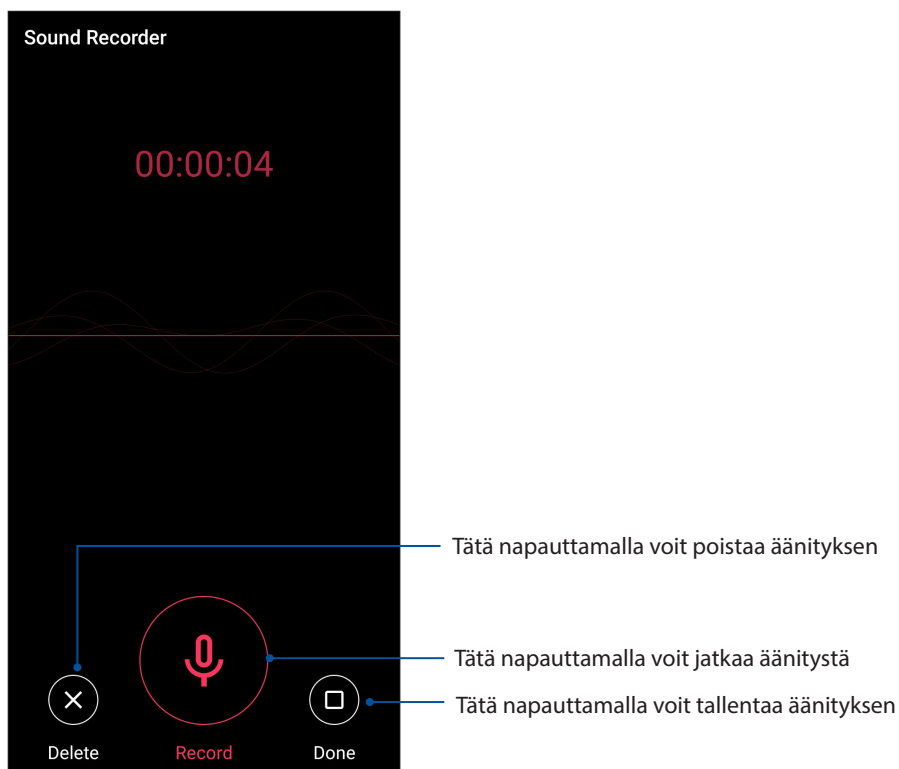 Sound Recorder
00:00:04
Tätä napauttamalla voit poistaa äänityksen
Tätä napauttamalla voit jatkaa äänitystä
Tätä napauttamalla voit tallentaa äänityksen
Delete
Record
Done